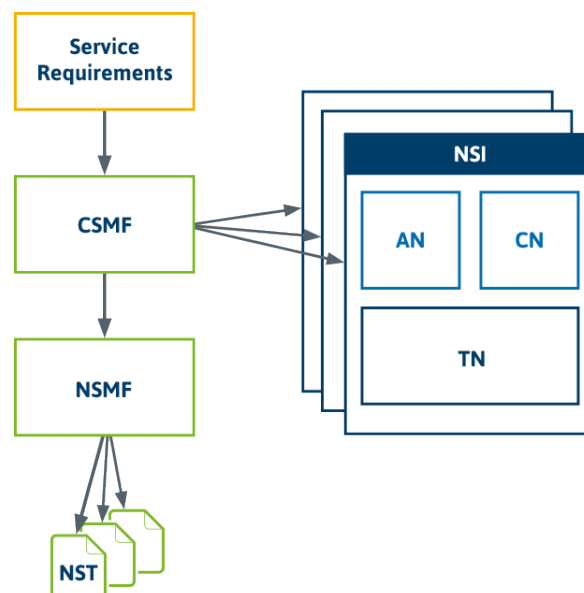 Service
Requirements
CSMF
NSMF
NST
NSI
AN
CN
TN